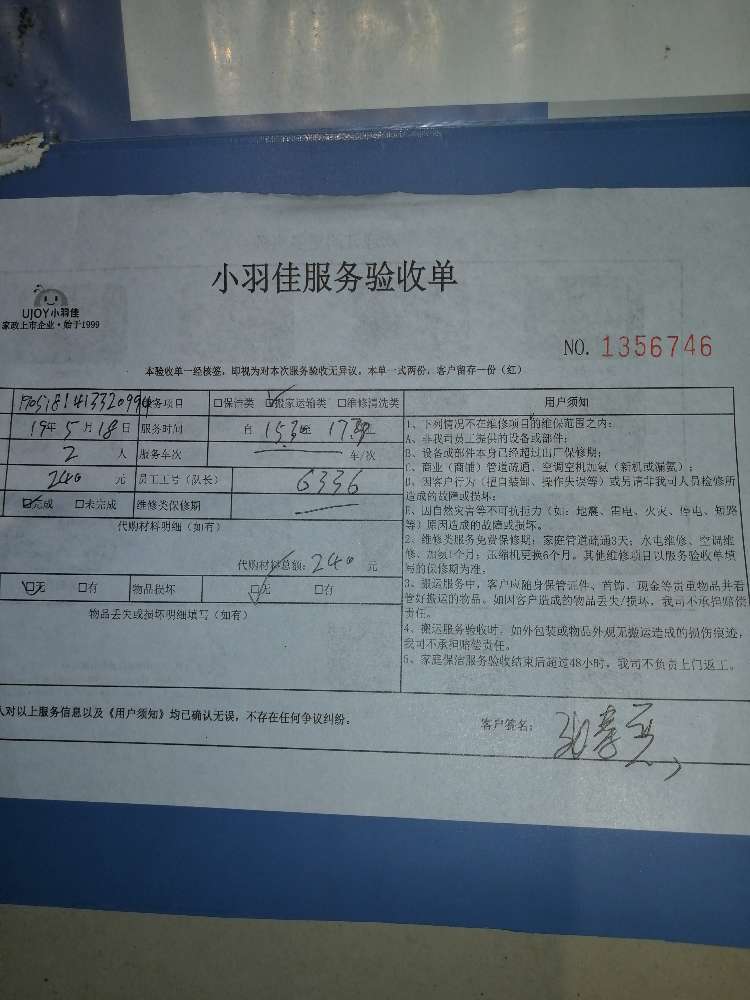 小羽佳服务验收单
UJOY小羽佳
家政上市企业·始于1999
NO. 1356746
本验收单一经核签，即视为对本次服务验收无异议。本单一式两份，客户留存一份（红）
服务项目 □保洁类 ☑搬家运输类 □维修清洗类
19年5月18日 服务时间 自 至
2 人 服务车次 车/次
240 元 员工工号（队长） 6336
☑完成 □未完成 维修类保修期
代购材料明细（如有）
代购材料总额：240 元
☑无 □有 物品损坏 ☑无 □有
物品丢失或损坏明细填写（如有）
用户须知
1、下列情况不在维修项目的维保范围之内：
A、非我司员工提供的设备或部件；
B、设备或部件本身已经超过出厂保修期；
C、商业（商铺）管道疏通、空调空机加氨（新机或漏氨）；
D、因客户行为（擅自装卸、操作失误等）或另请非我司人员检修所
造成的故障或损坏；
E、因自然灾害等不可抗拒力（如：地震、雷电、火灾、停电、短路
等）原因造成的故障或损坏。
2、维修类服务免费保修期：家庭管道疏通3天；水电维修、空调维
修、加氨1个月；压缩机更换6个月。其他维修项目以服务验收单填
写的保修期为准。
3、搬运服务中，客户应随身保管证件、首饰、现金等贵重物品并看
管好搬运的物品。如因客户造成的物品丢失/损坏，我司不承担赔偿
责任。
4、搬运服务验收时，如外包装或物品外观无搬运造成的损伤痕迹，
我司不承担赔偿责任。
5、家庭保洁服务验收结束后超过48小时，我司不负责上门返工。
人对以上服务信息以及《用户须知》均已确认无误，不存在任何争议纠纷。
客户签名：